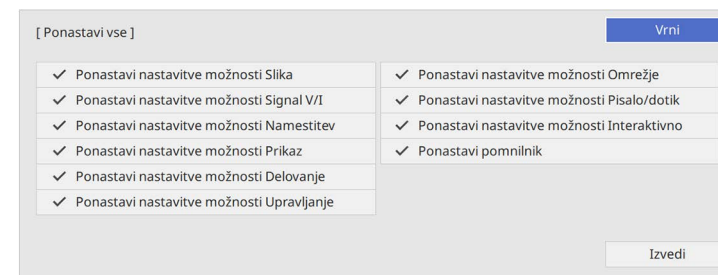 [ Ponastavi vse ]
Vrni
Ponastavi nastavitve možnosti Slika
Ponastavi nastavitve možnosti Signal V/I
Ponastavi nastavitve možnosti Namestitev
Ponastavi nastavitve možnosti Prikaz
Ponastavi nastavitve možnosti Delovanje
Ponastavi nastavitve možnosti Upravljanje
Ponastavi nastavitve možnosti Omrežje
Ponastavi nastavitve možnosti Pisalo/dotik
Ponastavi nastavitve možnosti Interaktivno
Ponastavi pomnilnik
Izvedi